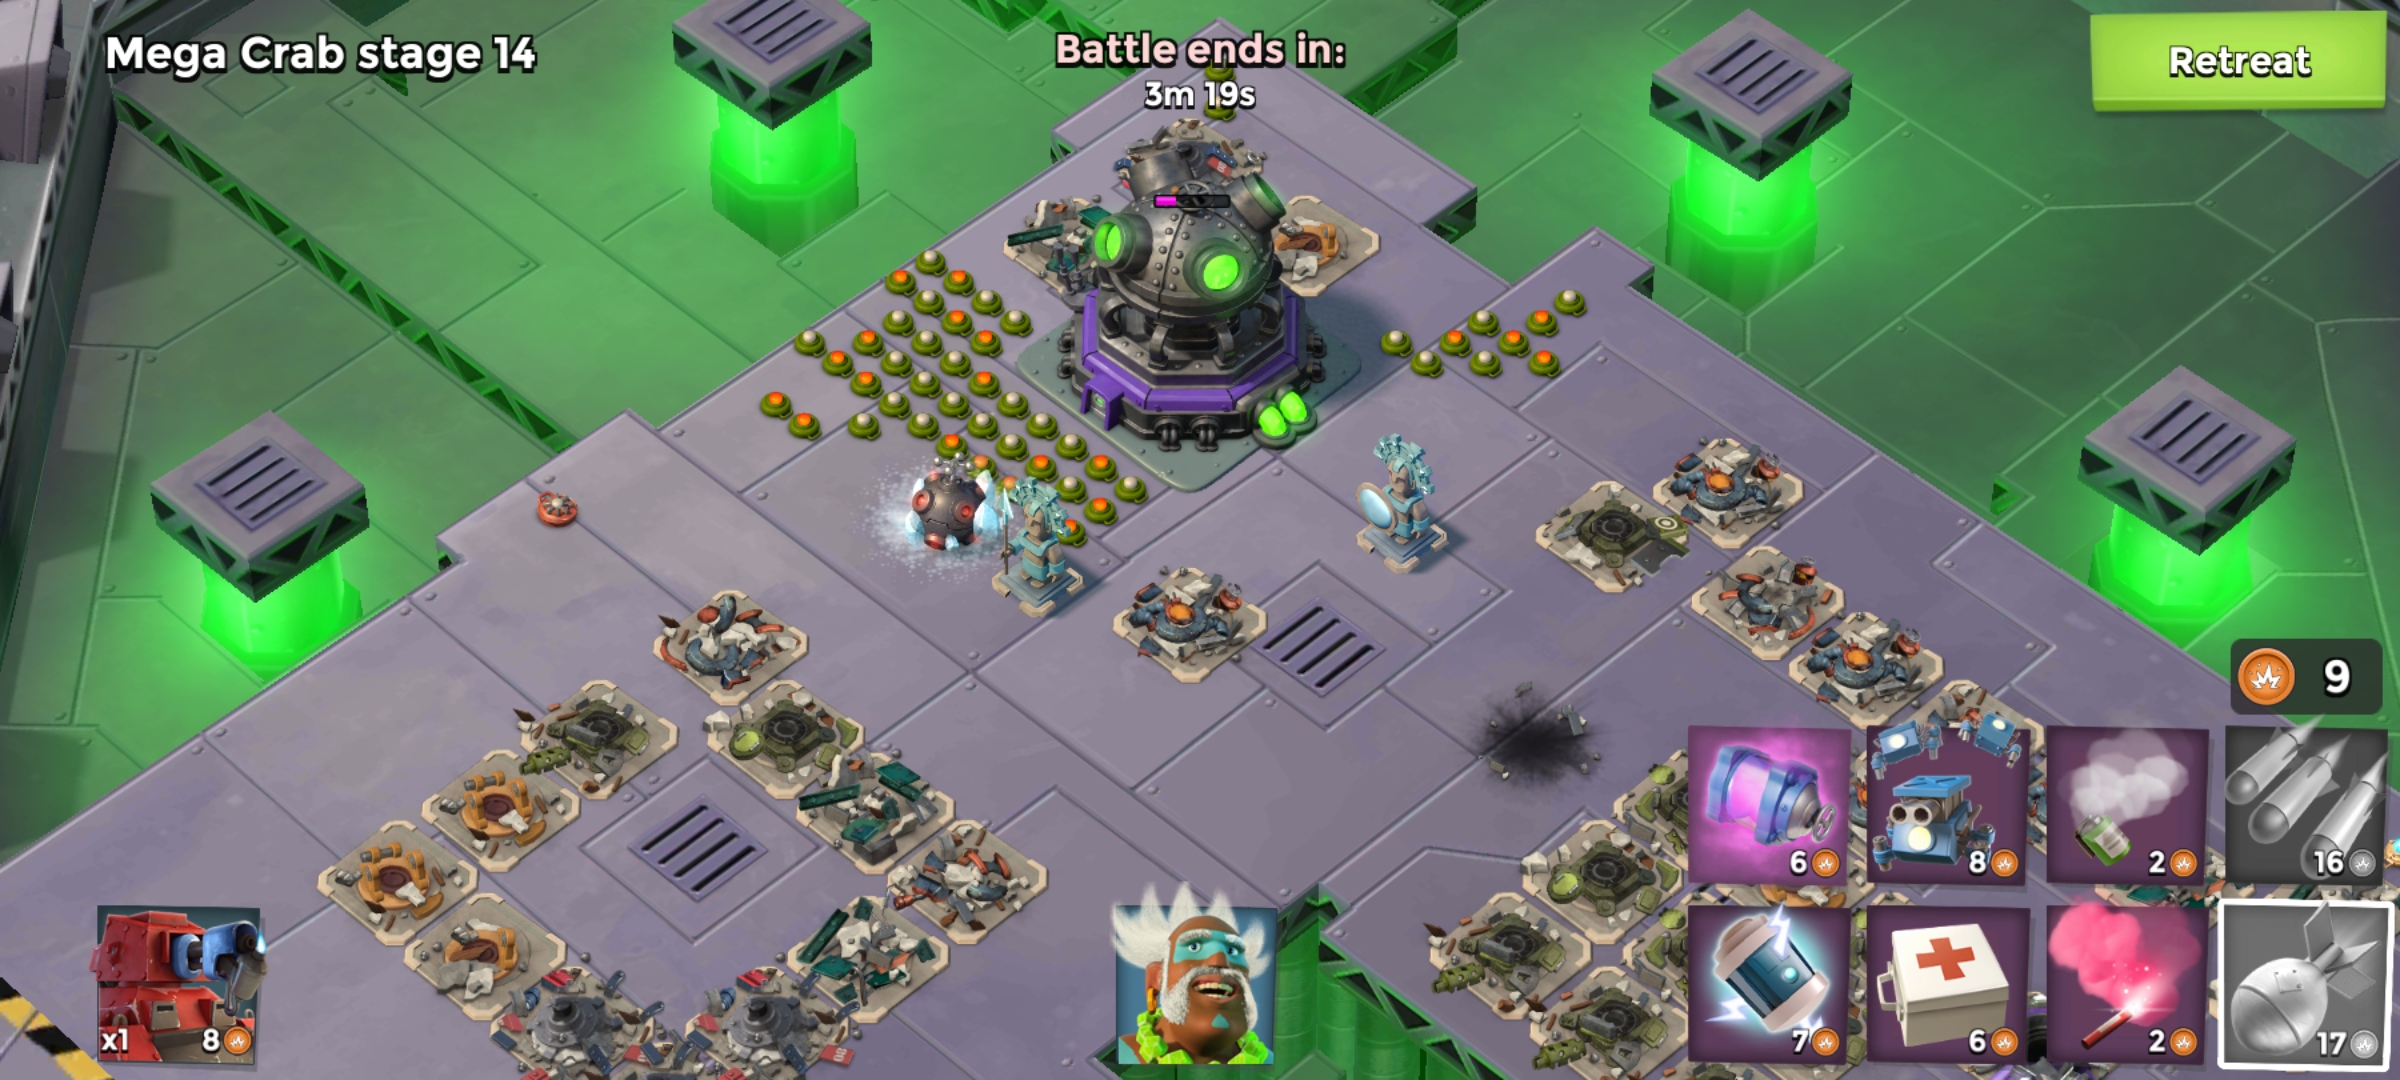 Mega Crab stage 14
Battle ends in:
3m 19s
Retreat
9
6
8
2
16
x1
8
7
6
2
17